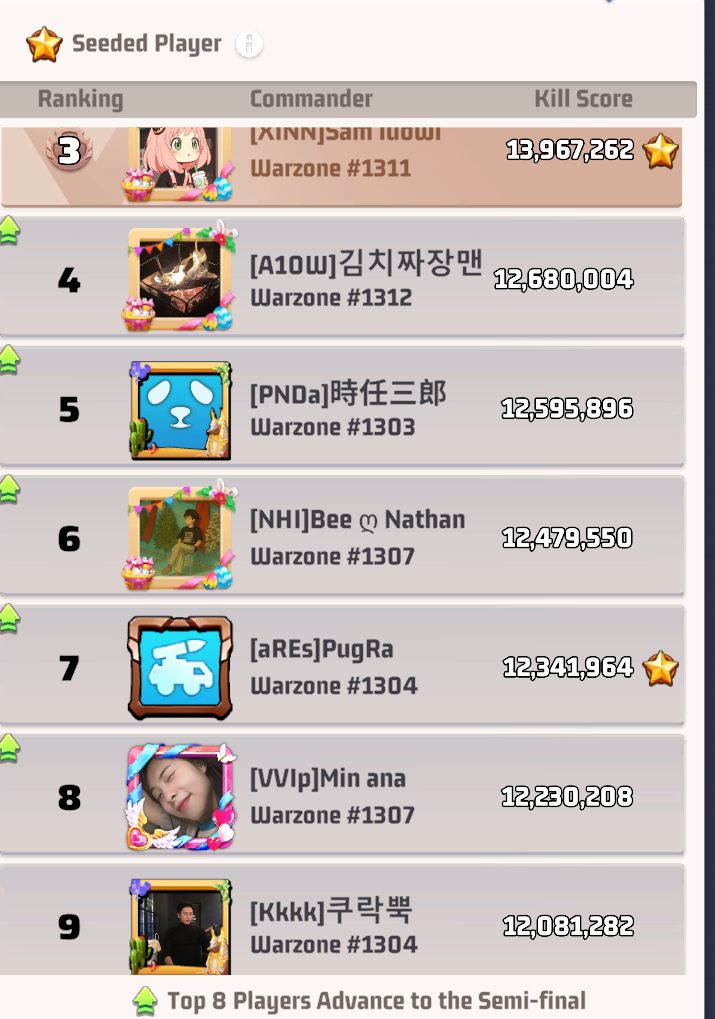 Seeded Player
Ranking Commander Kill Score
3
[XINN]Sam luowi
13,967,262
Warzone #1311
4
[A10W]김치짜장맨
12,680,004
Warzone #1312
5
[PNDa]時任三郎
12,595,896
Warzone #1303
6
[NHI]Bee ღ Nathan
12,479,550
Warzone #1307
7
[aREs]PugRa
12,341,964
Warzone #1304
8
[VVIp]Min ana
12,230,208
Warzone #1307
9
[Kkkk]쿠락뿍
12,081,282
Warzone #1304
Top 8 Players Advance to the Semi-final